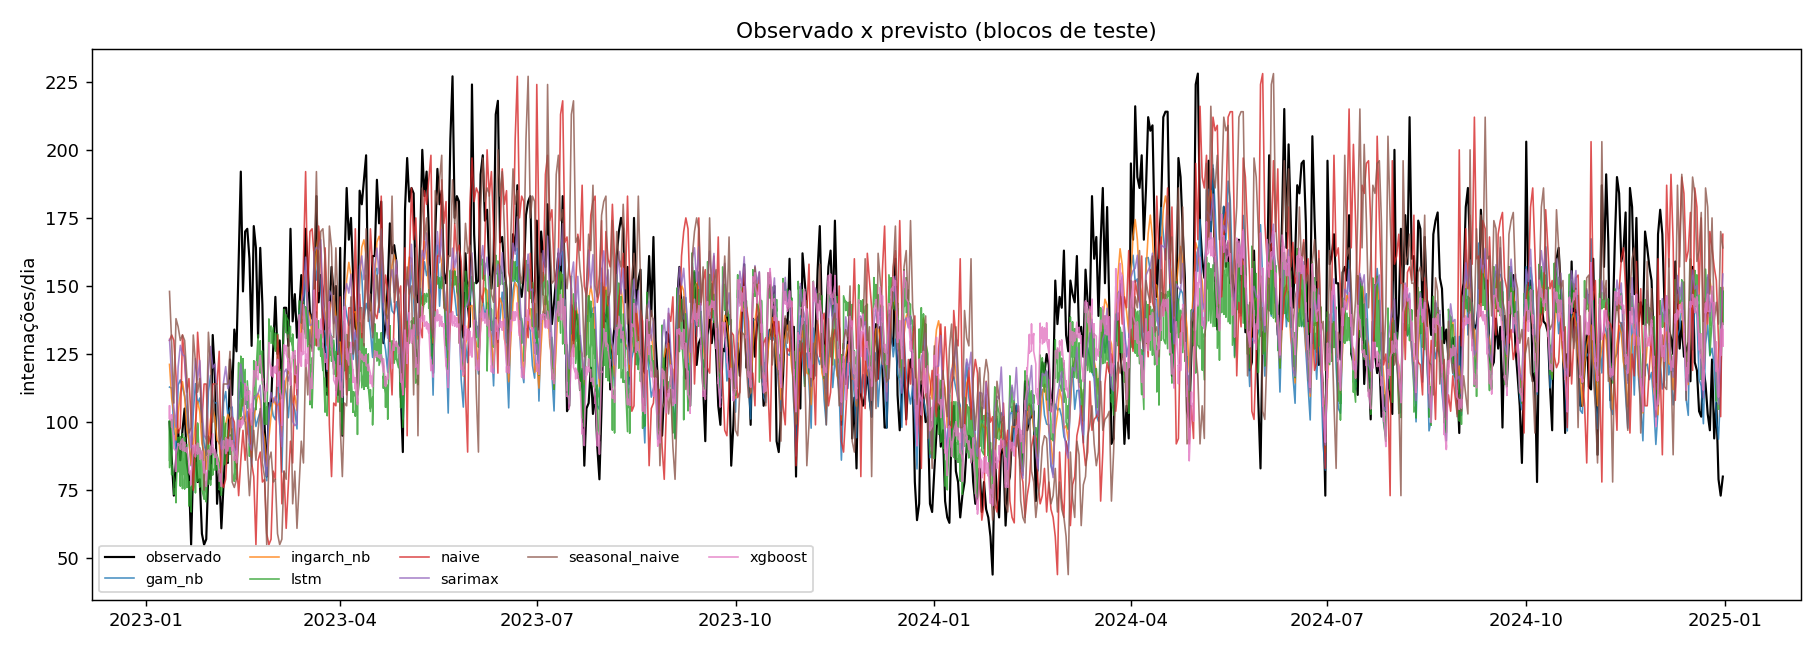 Observado x previsto (blocos de teste)
internações/dia
225
200
175
150
125
100
75
50
observado
gam_nb
ingarch_nb
lstm
naive
sarimax
seasonal_naive
xgboost
2023-01
2023-04
2023-07
2023-10
2024-01
2024-04
2024-07
2024-10
2025-01